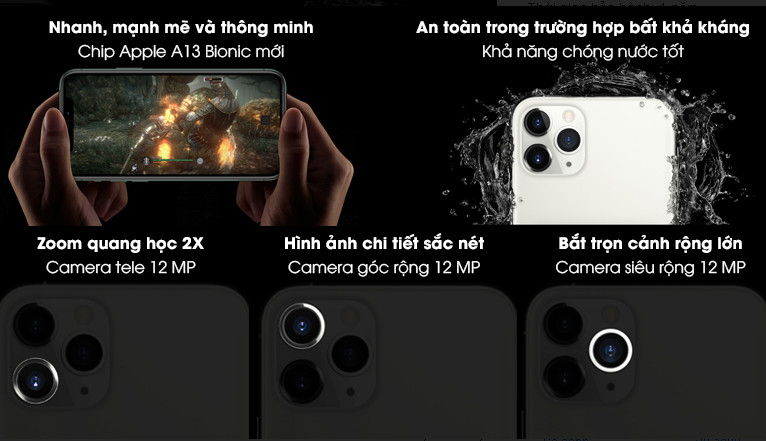 Nhanh, mạnh mẽ và thông minh
Chip Apple A13 Bionic mới
An toàn trong trường hợp bất khả kháng
Khả năng chóng nước tốt
Zoom quang học 2X
Camera tele 12 MP
Hình ảnh chi tiết sắc nét
Camera góc rộng 12 MP
Bắt trọn cảnh rộng lớn
Camera siêu rộng 12 MP